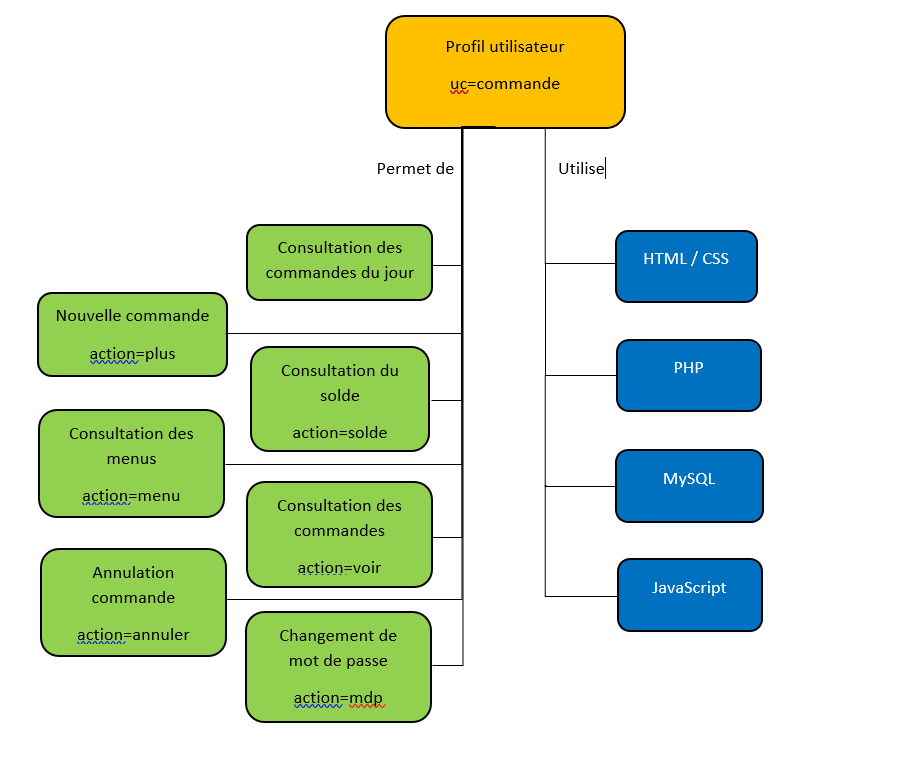 Profil utilisateur
uc=commande
Permet de
Utilise
Consultation des
commandes du jour
Nouvelle commande
action=plus
Consultation du
solde
action=solde
Consultation des
menus
action=menu
Consultation des
commandes
action=voir
Annulation
commande
action=annuler
Changement de
mot de passe
action=mdp
HTML / CSS
PHP
MySQL
JavaScript